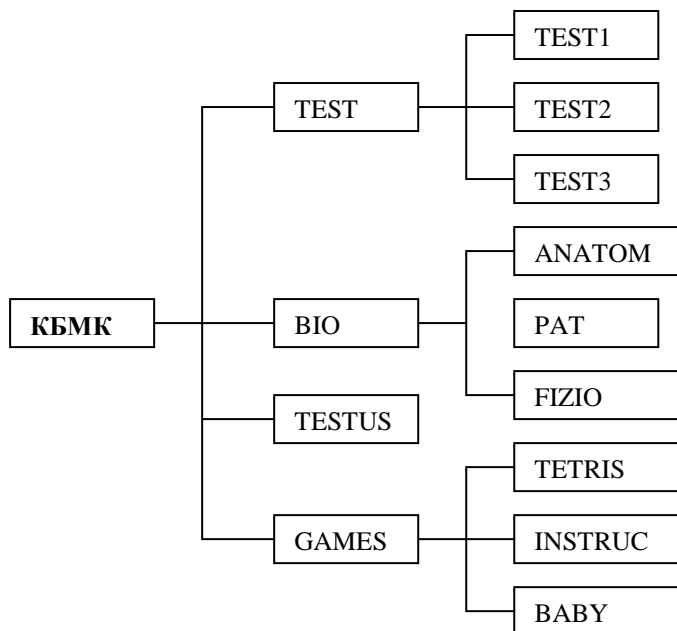 TEST1
TEST
TEST2
TEST3
ANATOM
КБМК
BIO
PAT
FIZIO
TESTUS
TETRIS
GAMES
INSTRUC
BABY